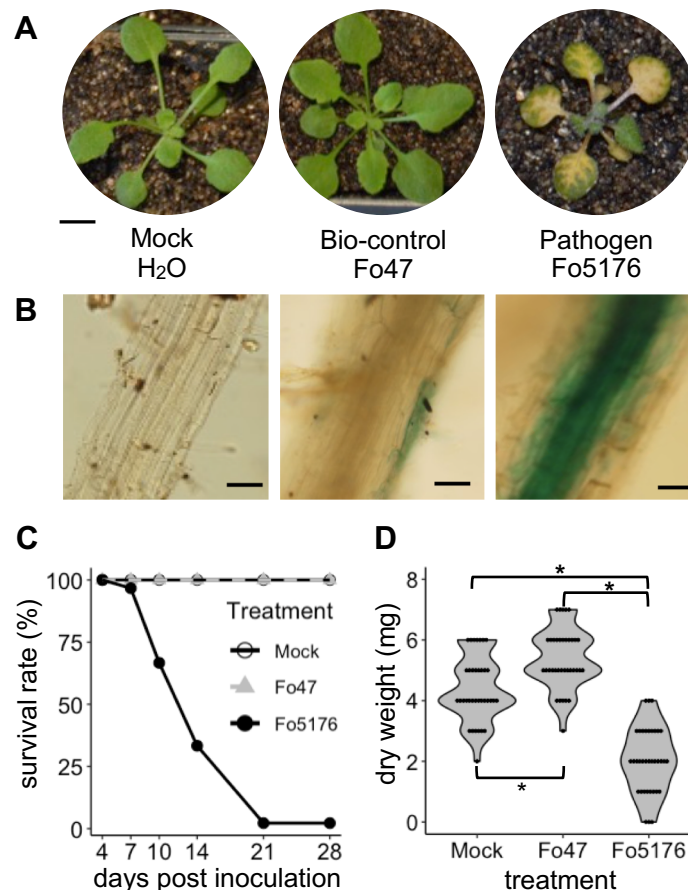 A
Mock
H₂O
Bio-control
Fo47
Pathogen
Fo5176
B
C
100
75
50
25
0
survival rate (%)
Treatment
Mock
Fo47
Fo5176
4 7 10 14 21 28
days post inoculation
D
*
*
*
6
4
2
0
dry weight (mg)
Mock Fo47 Fo5176
treatment